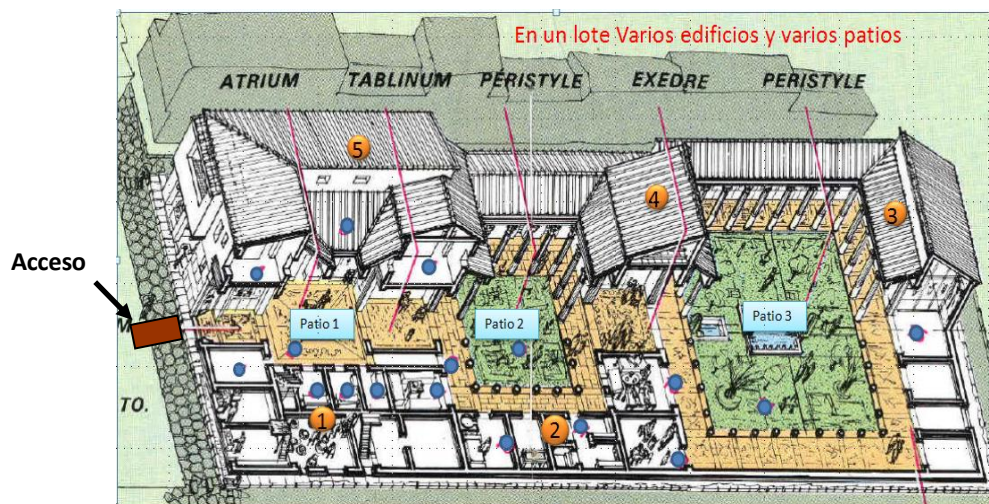 En un lote Varios edificios y varios patios
ATRIUM TABLINUM PERISTYLE EXEDRE PERISTYLE
5
3
4
Acceso
Patio 1
Patio 2
Patio 3
M
TO.
1
2